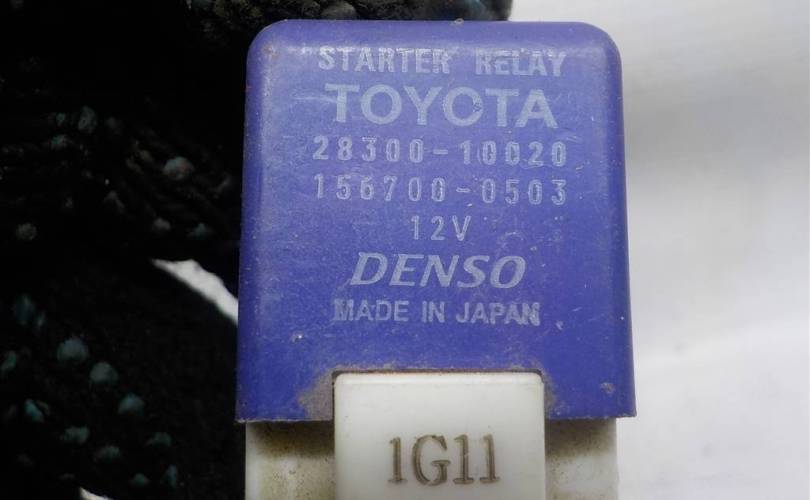 STARTER RELAY
TOYOTA
28300-10020
156700-0503
12V
DENSO
MADE IN JAPAN
1G11